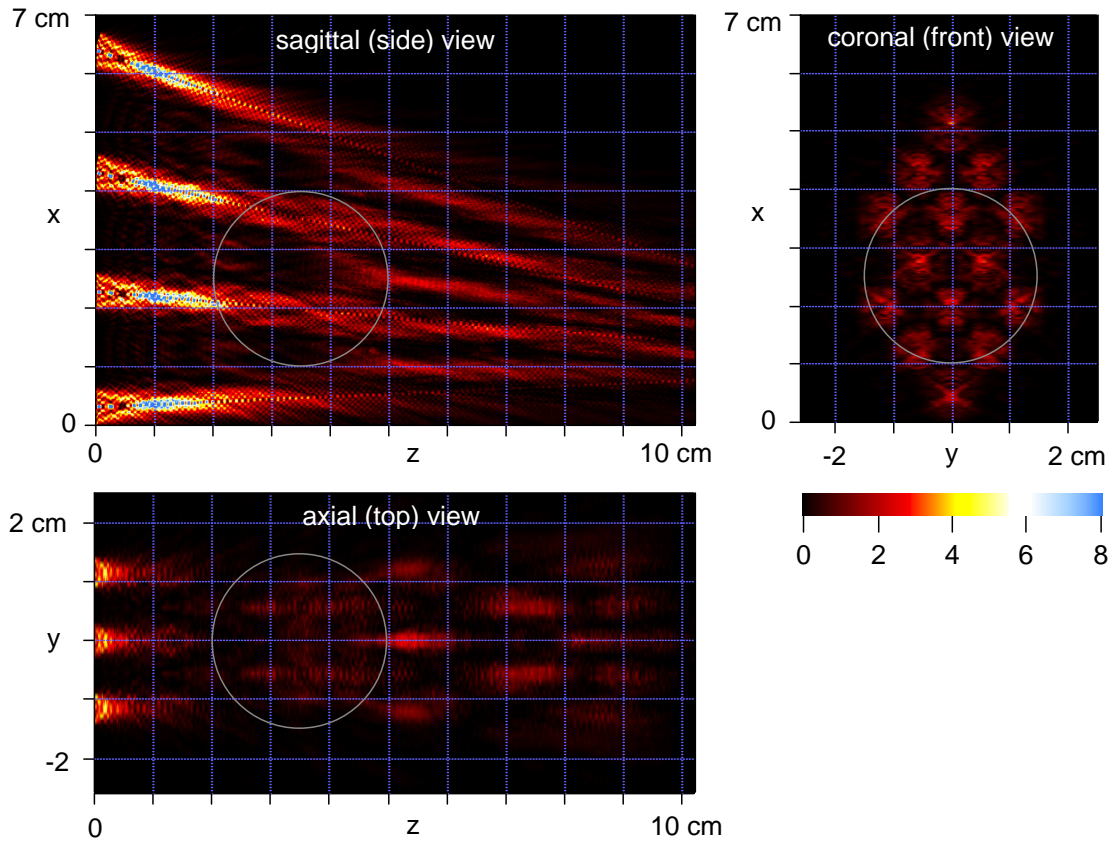 7 cm
sagittal (side) view
x
0
0
z
10 cm
7 cm
coronal (front) view
x
0
-2
y
2 cm
2 cm
axial (top) view
y
-2
0
z
10 cm
0
2
4
6
8